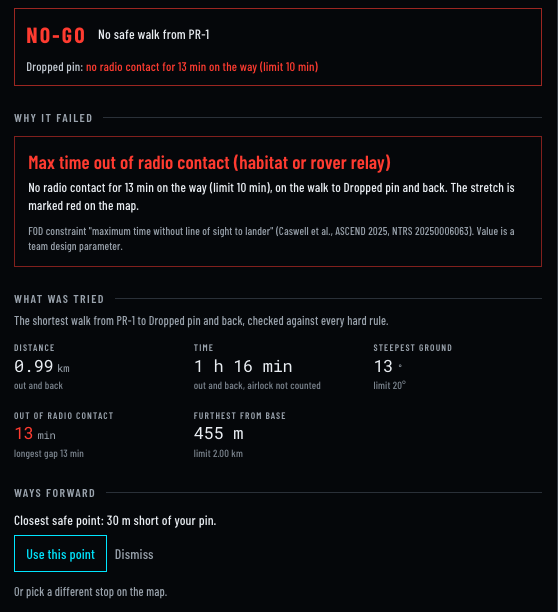 NO-GO No safe walk from PR-1
Dropped pin: no radio contact for 13 min on the way (limit 10 min)
WHY IT FAILED
Max time out of radio contact (habitat or rover relay)
No radio contact for 13 min on the way (limit 10 min), on the walk to Dropped pin and back. The stretch is
marked red on the map.
FOD constraint "maximum time without line of sight to lander" (Caswell et al., ASCEND 2025, NTRS 20250006063). Value is a
team design parameter.
WHAT WAS TRIED
The shortest walk from PR-1 to Dropped pin and back, checked against every hard rule.
DISTANCE TIME STEEPEST GROUND
0.99 km 1 h 16 min 13 °
out and back out and back, airlock not counted limit 20°
OUT OF RADIO CONTACT FURTHEST FROM BASE
13 min 455 m
longest gap 13 min limit 2.00 km
WAYS FORWARD
Closest safe point: 30 m short of your pin.
Use this point Dismiss
Or pick a different stop on the map.